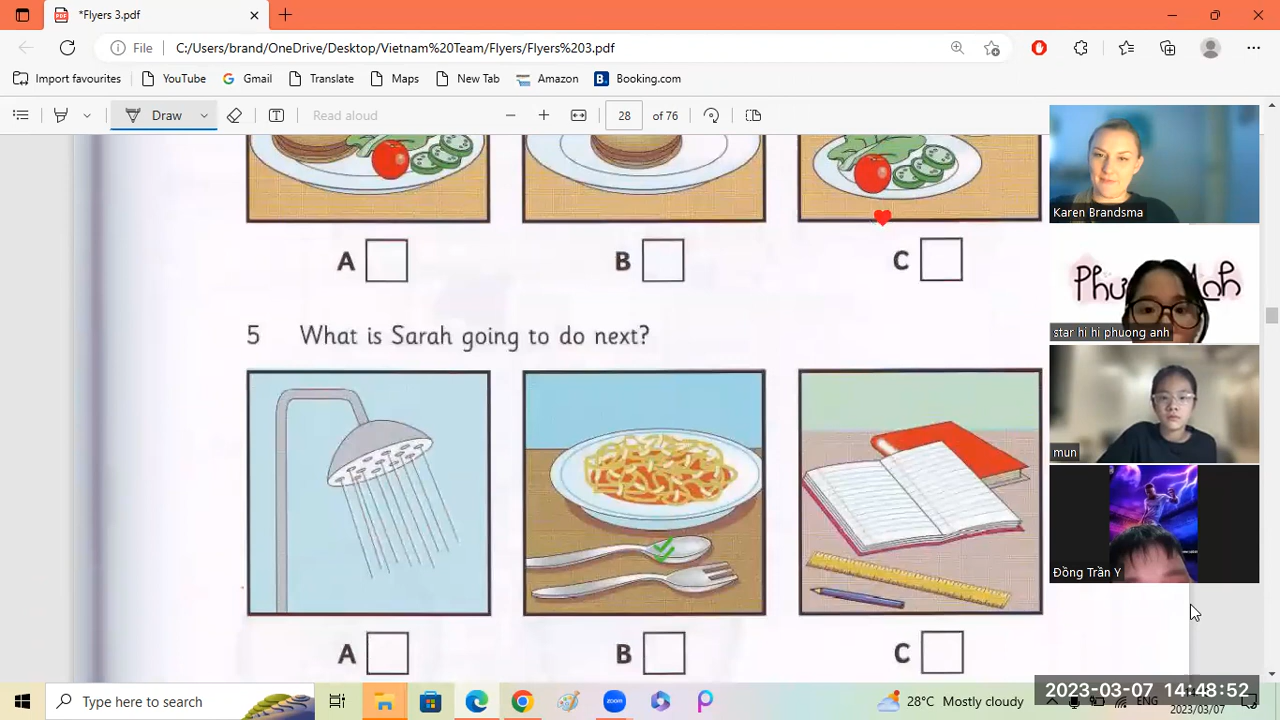 *Flyers 3.pdf
File C:/Users/brand/OneDrive/Desktop/Vietnam%20Team/Flyers/Flyers%203.pdf
Import favourites YouTube Gmail Translate Maps New Tab Amazon B. Booking.com
Draw Read aloud 28 of 76
Karen Brandsma
A B C
star hi hi phuong anh
5 What is Sarah going to do next?
mun
Đồng Trần Y
A B C
Type here to search zoom 28°C Mostly cloudy ENG
2023-03-07 14:48:52
2023/03/07